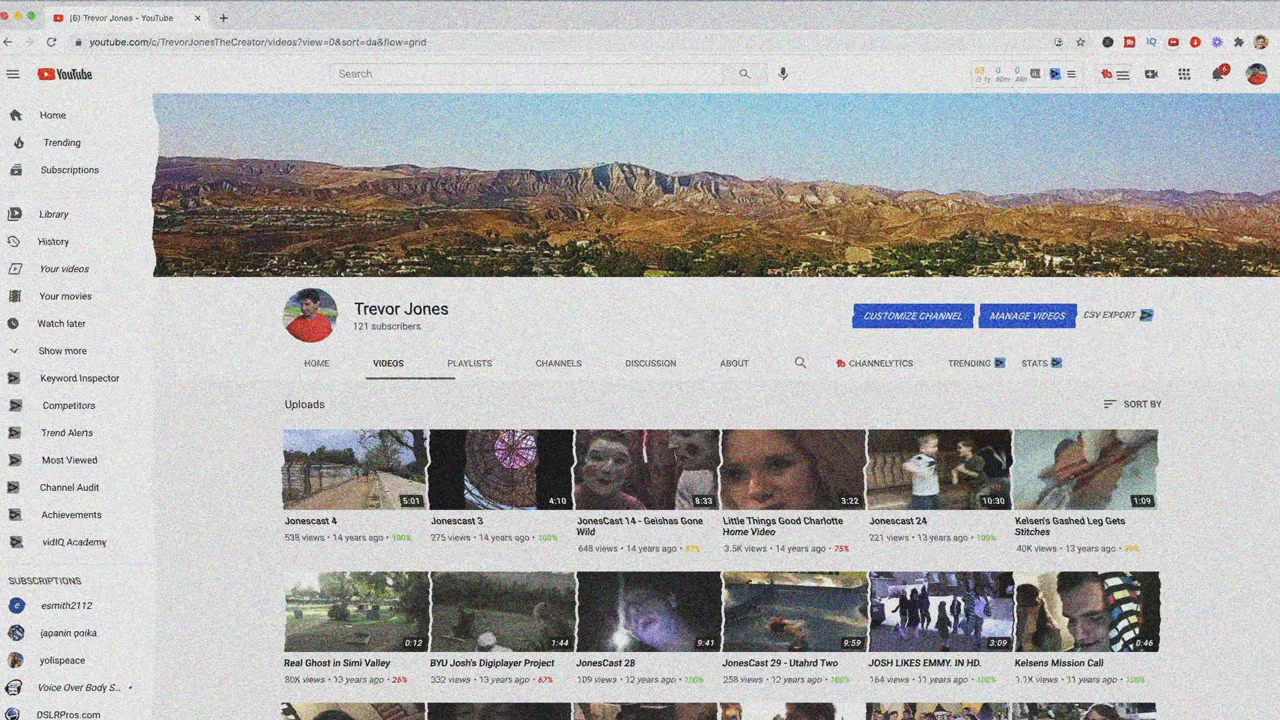 (6) Trevor Jones - YouTube
youtube.com/c/TrevorJonesTheCreator/videos?view=0&sort=da&flow=grid
YouTube
Search
Home
Trending
Subscriptions
Library
History
Your videos
Your movies
Watch later
Show more
Keyword Inspector
Competitors
Trend Alerts
Most Viewed
Channel Audit
Achievements
vidIQ Academy
SUBSCRIPTIONS
esmith2112
yolispeace
Voice Over Body S...
DSLRPros.com
Trevor Jones
121 subscribers
CUSTOMIZE CHANNEL
MANAGE VIDEOS
CSV EXPORT
HOME VIDEOS PLAYLISTS CHANNELS DISCUSSION ABOUT CHANNELYTICS TRENDING STATS
Uploads
SORT BY
5:01 4:10 8:33 3:22 10:30 1:09
Jonescast 4
538 views • 14 years ago • 100%
Jonescast 3
275 views • 14 years ago • 100%
JonesCast 14 - Geishas Gone
Wild
648 views • 14 years ago
Little Things Good Charlotte
Home Video
3.5K views • 14 years ago • 75%
Jonescast 24
221 views • 13 years ago • 100%
Kelsen's Gashed Leg Gets
Stitches
40K views • 13 years ago
0:12 1:44 9:41 9:59 3:09 0:46
Real Ghost in Simi Valley
80K views • 13 years ago • 26%
BYU Josh's Digiplayer Project
332 views • 13 years ago • 67%
JonesCast 28
109 views • 12 years ago • 100%
JonesCast 29 - Utahrd Two
258 views • 12 years ago • 100%
JOSH LIKES EMMY. IN HD.
164 views • 11 years ago • 100%
Kelsens Mission Call
1.1K views • 11 years ago • 100%